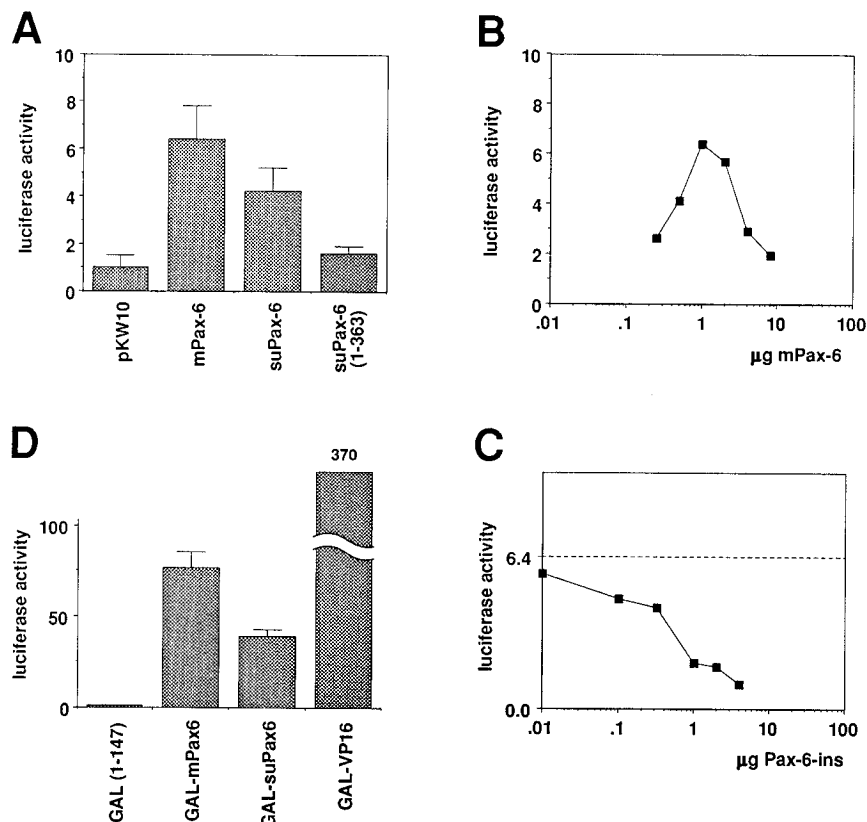 A
10
8
6
4
2
0
luciferase activity
pKW10
mPax-6
suPax-6
suPax-6
(1-363)
B
10
8
6
4
2
0
luciferase activity
.01
.1
1
10
100
µg mPax-6
D
370
100
50
0
luciferase activity
GAL (1-147)
GAL-mPax6
GAL-suPax6
GAL-VP16
C
6.4
0.0
luciferase activity
.01
.1
1
10
100
µg Pax-6-ins